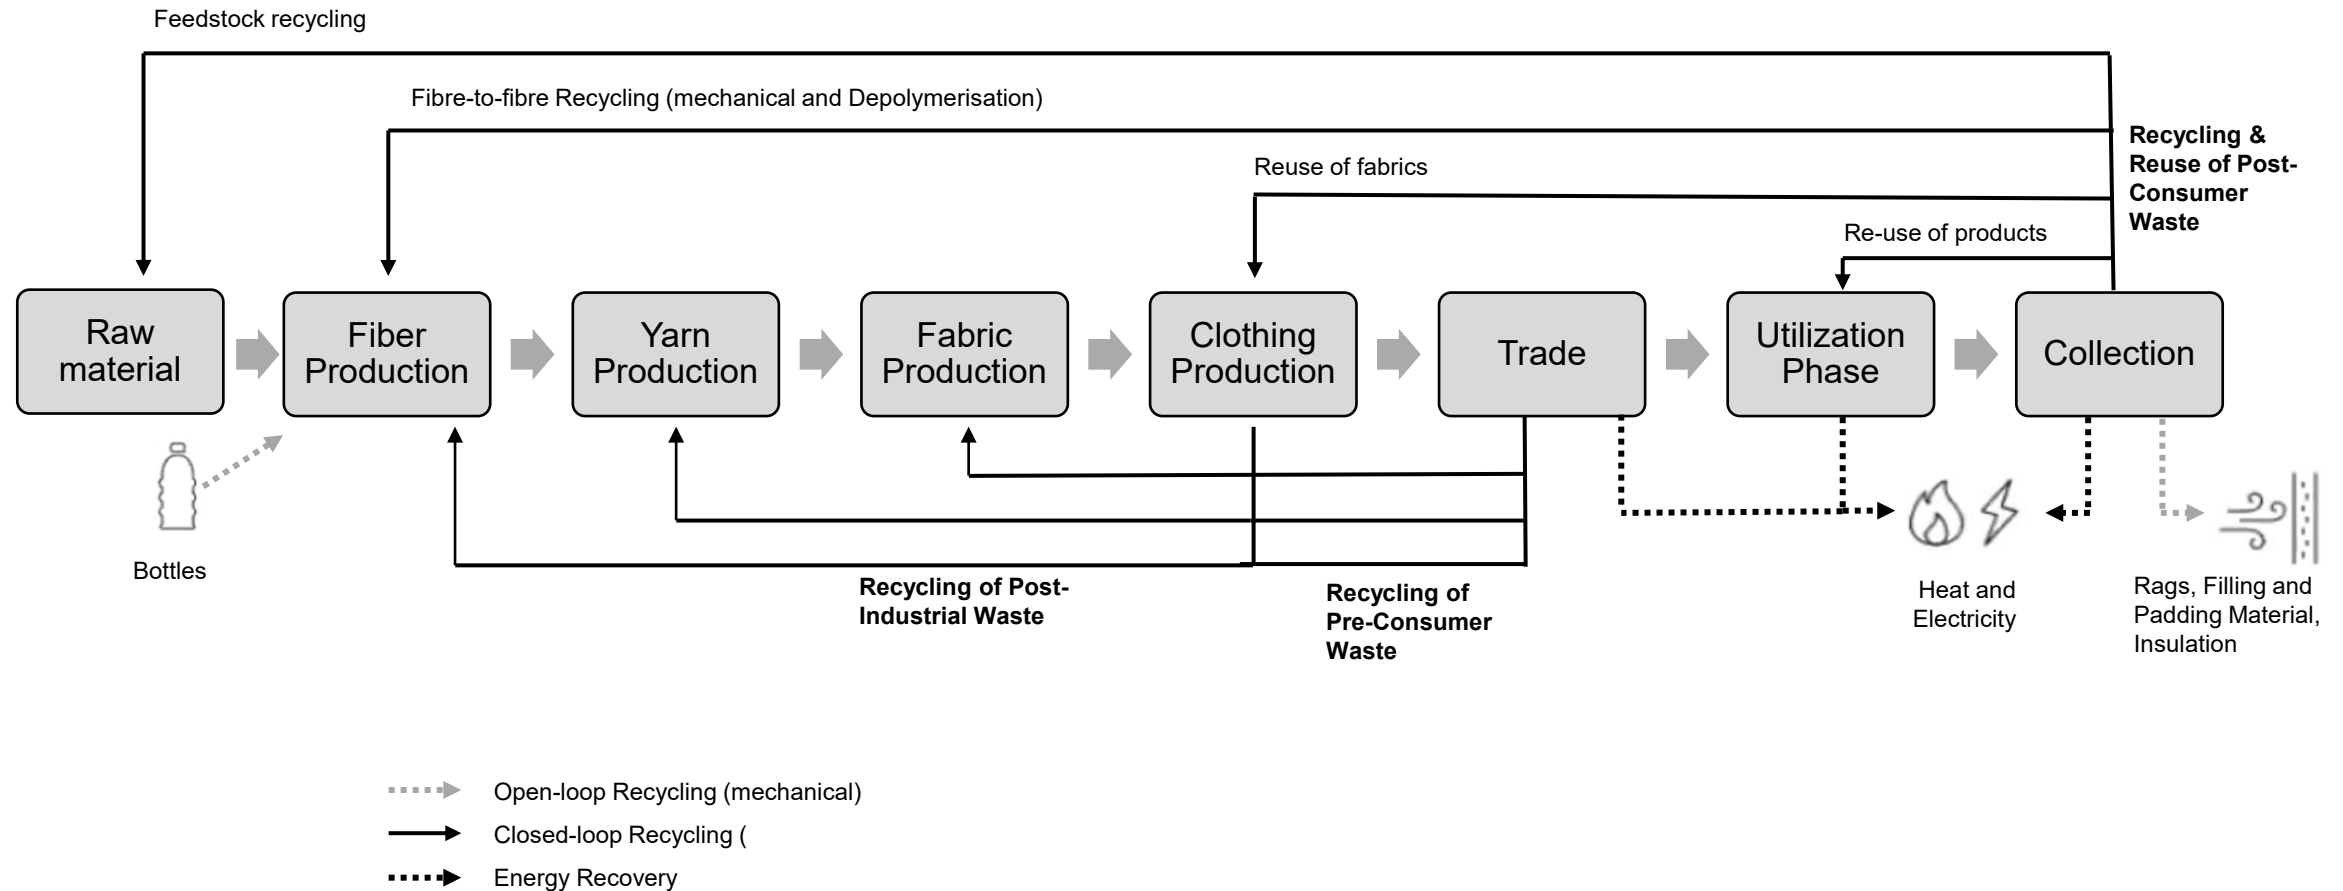 Feedstock recycling
Fibre-to-fibre Recycling (mechanical and Depolymerisation)
Recycling &
Reuse of Post-
Consumer
Waste
Reuse of fabrics
Re-use of products
Raw
material
Fiber
Production
Yarn
Production
Fabric
Production
Clothing
Production
Trade
Utilization
Phase
Collection
Bottles
Recycling of Post-
Industrial Waste
Recycling of
Pre-Consumer
Waste
Heat and
Electricity
Rags, Filling and
Padding Material,
Insulation
Open-loop Recycling (mechanical)
Closed-loop Recycling (
Energy Recovery